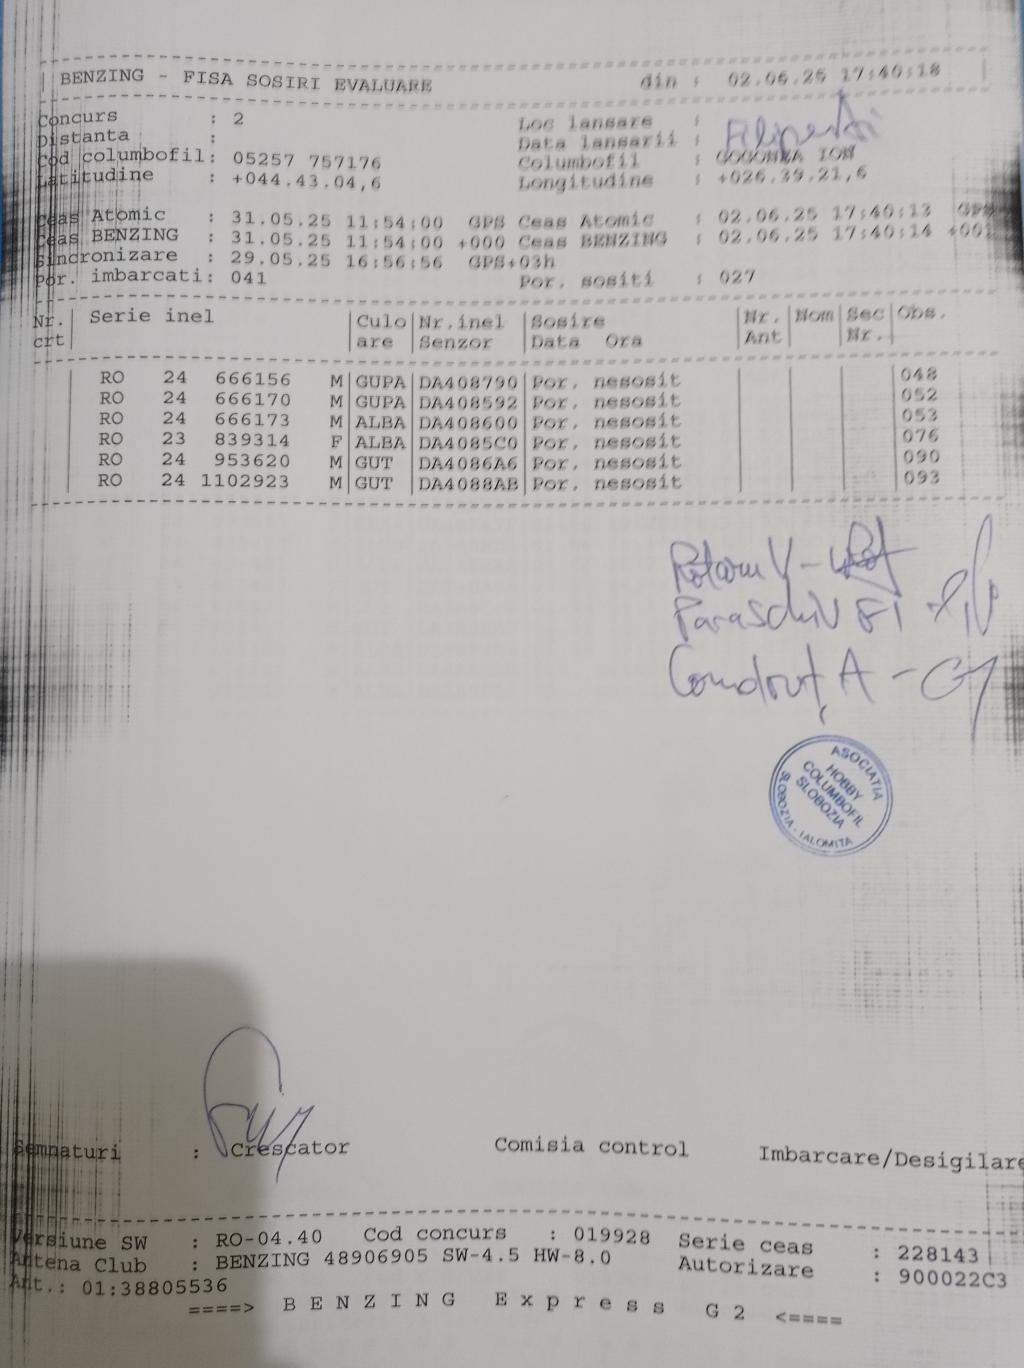 BENZING - FISA SOSIRI EVALUARE din : 02.06.25 17:40:18
Concurs : 2 Loc lansare :
Distanta : Data lansarii :
Cod columbofil: 05257 757176 Columbofil : GOGONEA ION
Latitudine : +044.43.04,6 Longitudine : +026.39.21,6
Ceas Atomic : 31.05.25 11:54:00 GPS Ceas Atomic : 02.06.25 17:40:13 GPS
Ceas BENZING : 31.05.25 11:54:00 +000 Ceas BENZING : 02.06.25 17:40:14 +001
Sincronizare : 29.05.25 16:56:56 GPS+03h
Por. imbarcati: 041 Por. sositi : 027
Nr. Serie inel Culo Nr.inel Sosire Nr. Nom Sec Obs.
crt are Senzor Data Ora Ant Nr.
RO 24 666156 M GUPA DA408790 Por. nesosit 048
RO 24 666170 M GUPA DA408592 Por. nesosit 052
RO 24 666173 M ALBA DA408600 Por. nesosit 053
RO 23 839314 F ALBA DA4085C0 Por. nesosit 076
RO 24 953620 M GUT DA4086A6 Por. nesosit 090
RO 24 1102923 M GUT DA4088AB Por. nesosit 093
Paraschiv
ASOCIATIA
HOBBY
COLUMBOFIL
SLOBOZIA
SLOBOZIA - IALOMITA
Semnaturi : Crescator Comisia control Imbarcare/Desigilare
Versiune SW : RO-04.40 Cod concurs : 019928 Serie ceas : 228143
Antena Club : BENZING 48906905 SW-4.5 HW-8.0 Autorizare : 900022C3
Ant.: 01:38805536
====> B E N Z I N G E x p r e s s G 2 <====